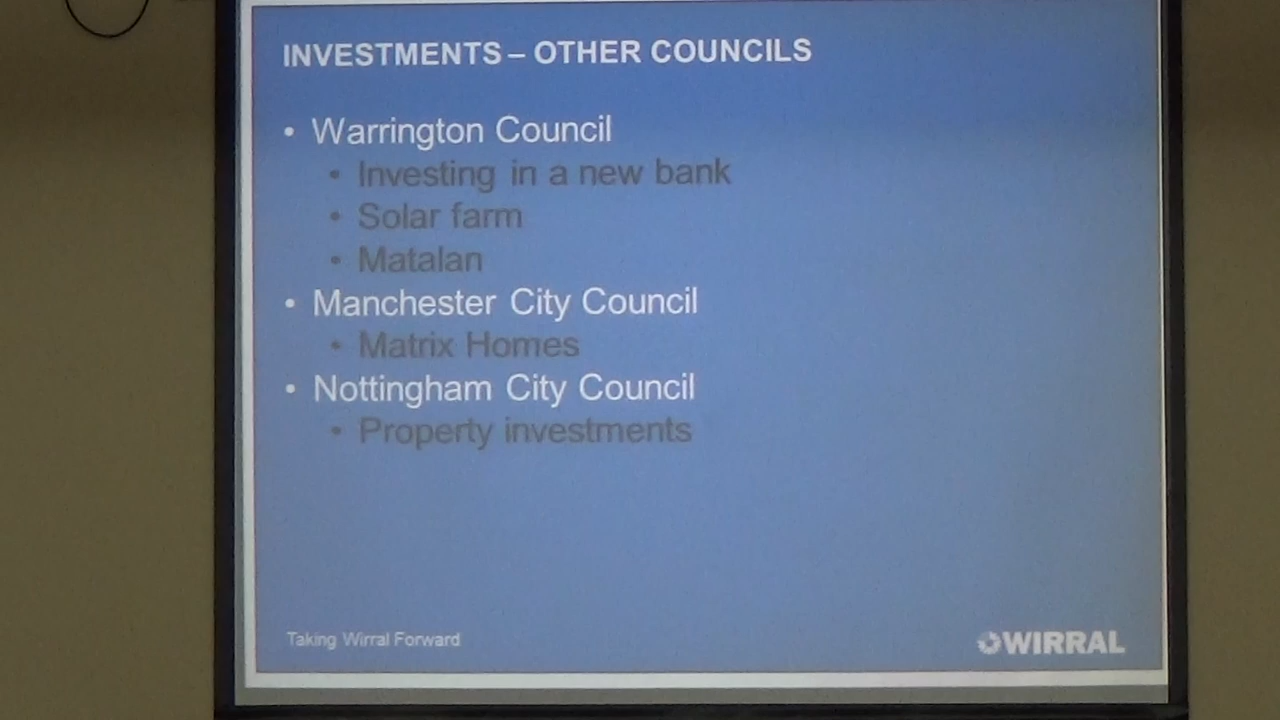 INVESTMENTS – OTHER COUNCILS
• Warrington Council
• Investing in a new bank
• Solar farm
• Matalan
• Manchester City Council
• Matrix Homes
• Nottingham City Council
• Property investments
Taking Wirral Forward
WIRRAL